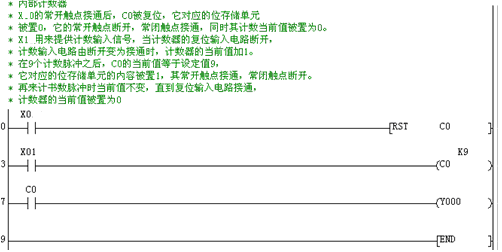 * 内部计数器
* X.0的常开触点接通后，C0被复位，它对应的位存储单元
* 被置0，它的常开触点断开，常闭触点接通，同时其计数当前值被置为0。
* X1 用来提供计数输入信号，当计数器的复位输入电路断开，
* 计数输入电路由断开变为接通时，计数器的当前值加1。
* 在9个计数脉冲之后，C0的当前值等于设定值9，
* 它对应的位存储单元的内容被置1，其常开触点接通，常闭触点断开。
* 再来计书数脉冲时当前值不变，直到复位输入电路接通，
* 计数器的当前值被置为0
X0
0 [RST C0 ]
X01 K9
3 (C0 )
C0
7 (Y000 )
9 [END ]